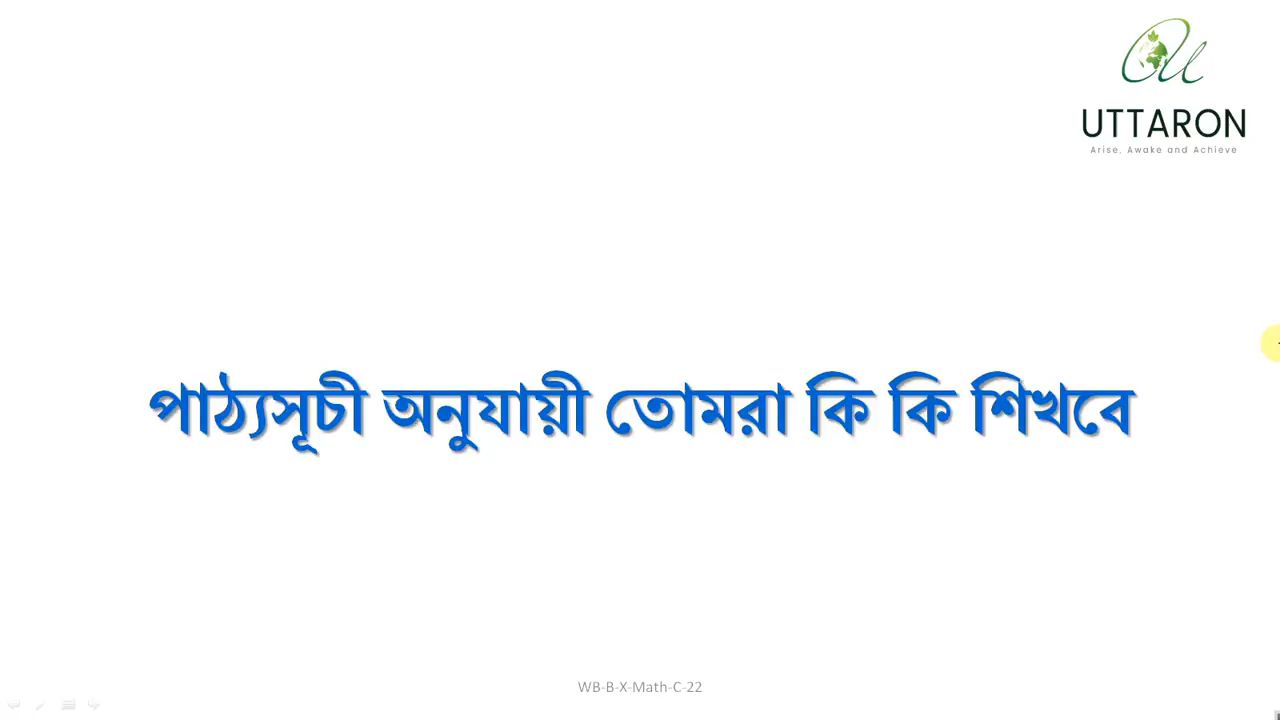 UTTARON
Arise, Awake and Achieve
পাঠ্যসূচী অনুযায়ী তোমরা কি কি শিখবে
WB-B-X-Math-C-22